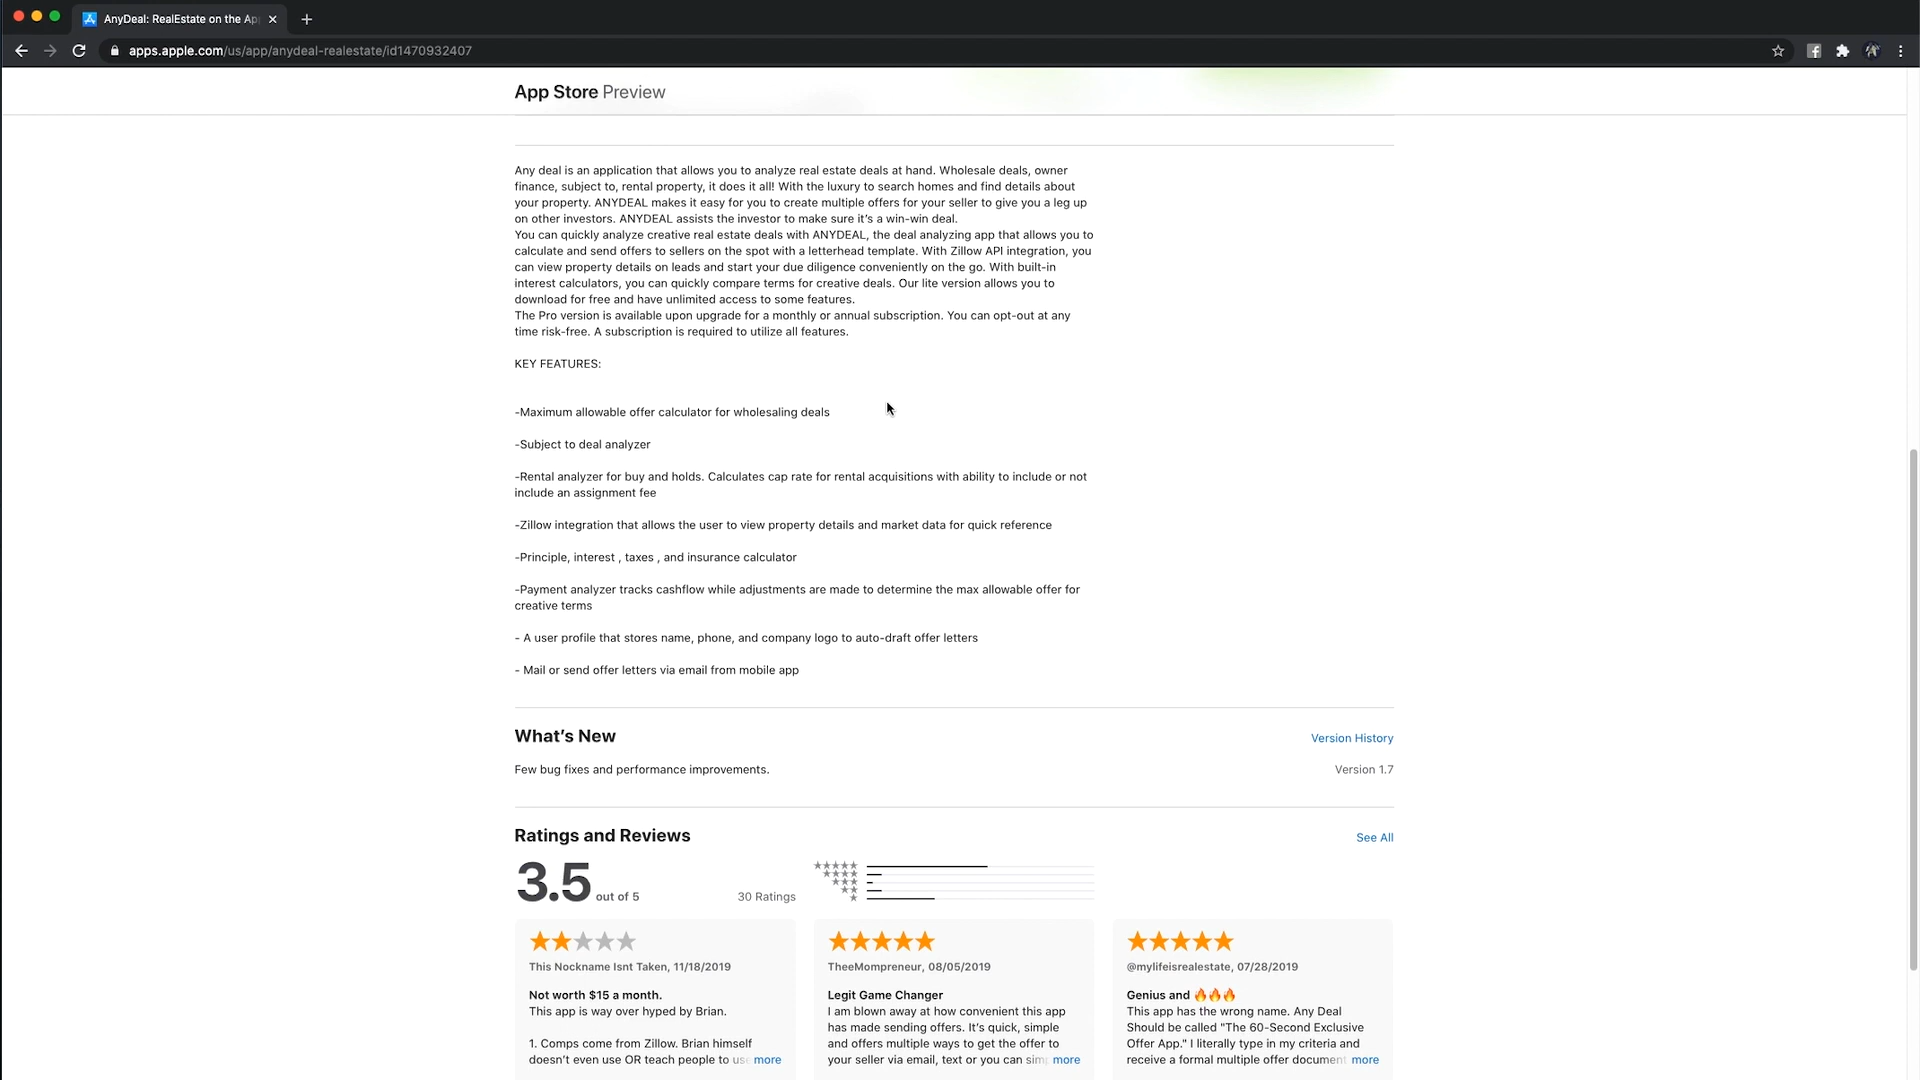 AnyDeal: RealEstate on the Ap
apps.apple.com/us/app/anydeal-realestate/id1470932407
App Store Preview
Any deal is an application that allows you to analyze real estate deals at hand. Wholesale deals, owner
finance, subject to, rental property, it does it all! With the luxury to search homes and find details about
your property. ANYDEAL makes it easy for you to create multiple offers for your seller to give you a leg up
on other investors. ANYDEAL assists the investor to make sure it's a win-win deal.
You can quickly analyze creative real estate deals with ANYDEAL, the deal analyzing app that allows you to
calculate and send offers to sellers on the spot with a letterhead template. With Zillow API integration, you
can view property details on leads and start your due diligence conveniently on the go. With built-in
interest calculators, you can quickly compare terms for creative deals. Our lite version allows you to
download for free and have unlimited access to some features.
The Pro version is available upon upgrade for a monthly or annual subscription. You can opt-out at any
time risk-free. A subscription is required to utilize all features.
KEY FEATURES:
-Maximum allowable offer calculator for wholesaling deals
-Subject to deal analyzer
-Rental analyzer for buy and holds. Calculates cap rate for rental acquisitions with ability to include or not
include an assignment fee
-Zillow integration that allows the user to view property details and market data for quick reference
-Principle, interest , taxes , and insurance calculator
-Payment analyzer tracks cashflow while adjustments are made to determine the max allowable offer for
creative terms
- A user profile that stores name, phone, and company logo to auto-draft offer letters
- Mail or send offer letters via email from mobile app
What's New
Version History
Few bug fixes and performance improvements.
Version 1.7
Ratings and Reviews
See All
3.5 out of 5
30 Ratings
This Nockname Isnt Taken, 11/18/2019
Not worth $15 a month.
This app is way over hyped by Brian.
1. Comps come from Zillow. Brian himself
doesn't even use OR teach people to us more
TheeMompreneur, 08/05/2019
Legit Game Changer
I am blown away at how convenient this app
has made sending offers. It's quick, simple
and offers multiple ways to get the offer to
your seller via email, text or you can sim more
@mylifeisrealestate, 07/28/2019
Genius and 🔥🔥🔥
This app has the wrong name. Any Deal
Should be called "The 60-Second Exclusive
Offer App." I literally type in my criteria and
receive a formal multiple offer document more